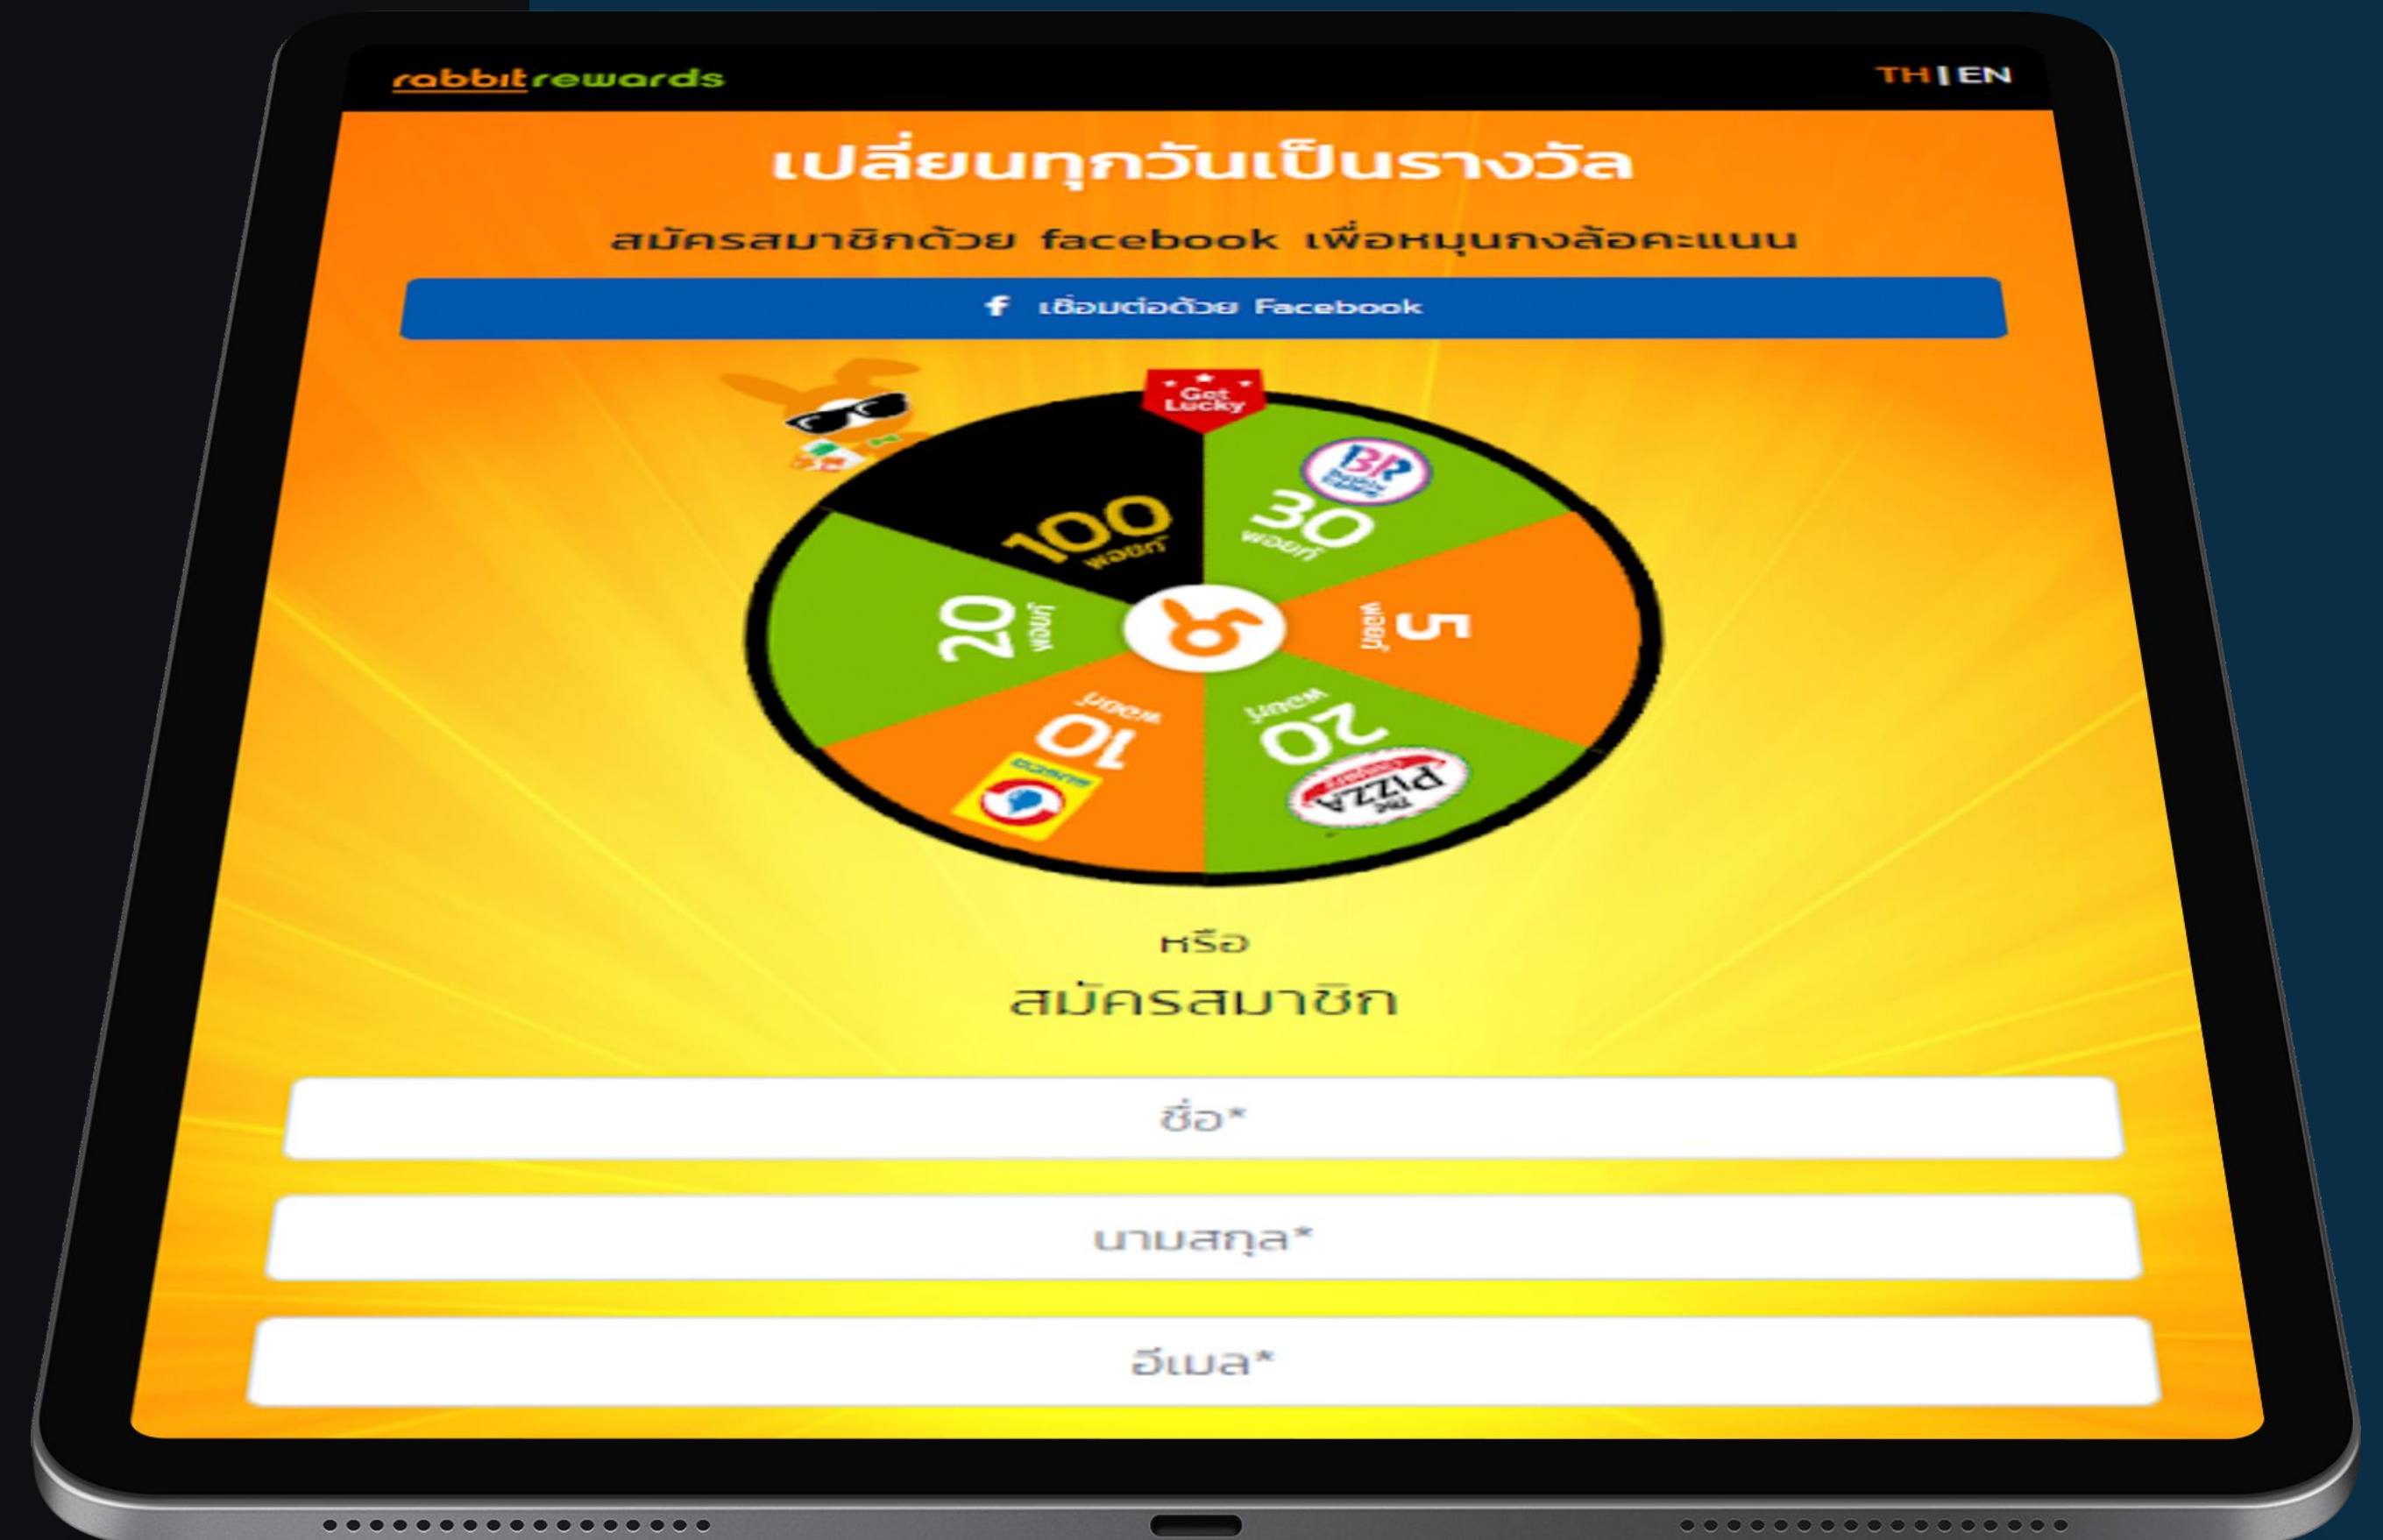 rabbit rewards
TH | EN
เปลี่ยนทุกวันเป็นรางวัล
สมัครสมาชิกด้วย facebook เพื่อหมุนกงล้อคะแนน
f เชื่อมต่อด้วย Facebook
Get
Lucky
100
พอยท์
BR
30
พอยท์
5
พอยท์
20
พอยท์
The
PIZZA
10
พอยท์
20
พอยท์
หรือ
สมัครสมาชิก
ชื่อ*
นามสกุล*
อีเมล*